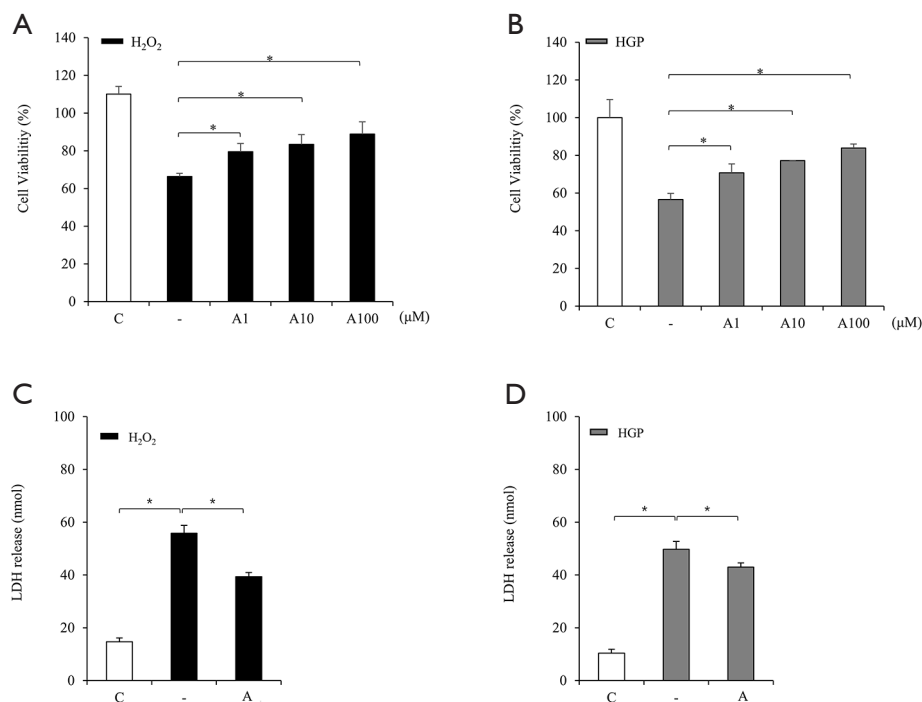 A
H₂O₂
140
120
100
80
60
40
20
0
Cell Viabilitiy (%)
*
*
*
C - A1 A10 A100 (μM)
B
HGP
140
120
100
80
60
40
20
0
Cell Viability (%)
*
*
*
C - A1 A10 A100 (μM)
C
H₂O₂
100
80
60
40
20
0
LDH release (nmol)
* *
C - A
D
HGP
100
80
60
40
20
0
LDH release (nmol)
* *
C - A